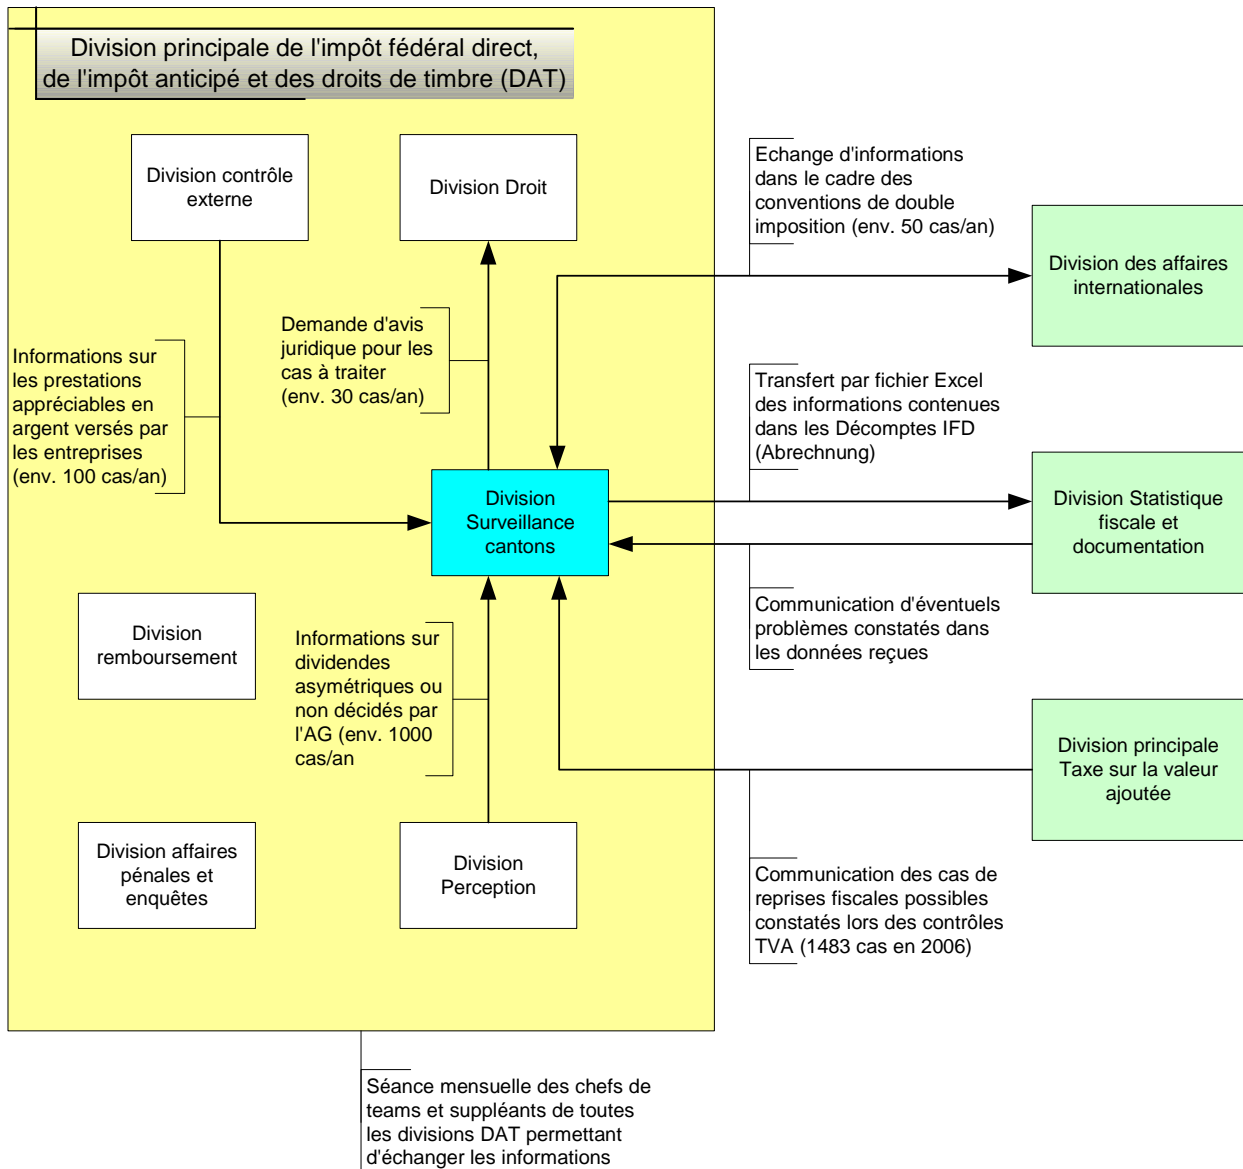 Division principale de l'impôt fédéral direct,
de l'impôt anticipé et des droits de timbre (DAT)
Division contrôle
externe
Division Droit
Echange d'informations
dans le cadre des
conventions de double
imposition (env. 50 cas/an)
Division des affaires
internationales
Informations sur
les prestations
appréciables en
argent versés par
les entreprises
(env. 100 cas/an)
Demande d'avis
juridique pour les
cas à traiter
(env. 30 cas/an)
Transfert par fichier Excel
des informations contenues
dans les Décomptes IFD
(Abrechnung)
Division
Surveillance
cantons
Division Statistique
fiscale et
documentation
Division
remboursement
Informations sur
dividendes
asymétriques ou
non décidés par
l'AG (env. 1000
cas/an
Communication d'éventuels
problèmes constatés dans
les données reçues
Division principale
Taxe sur la valeur
ajoutée
Division affaires
pénales et
enquêtes
Division
Perception
Communication des cas de
reprises fiscales possibles
constatés lors des contrôles
TVA (1483 cas en 2006)
Séance mensuelle des chefs de
teams et suppléants de toutes
les divisions DAT permettant
d'échanger les informations